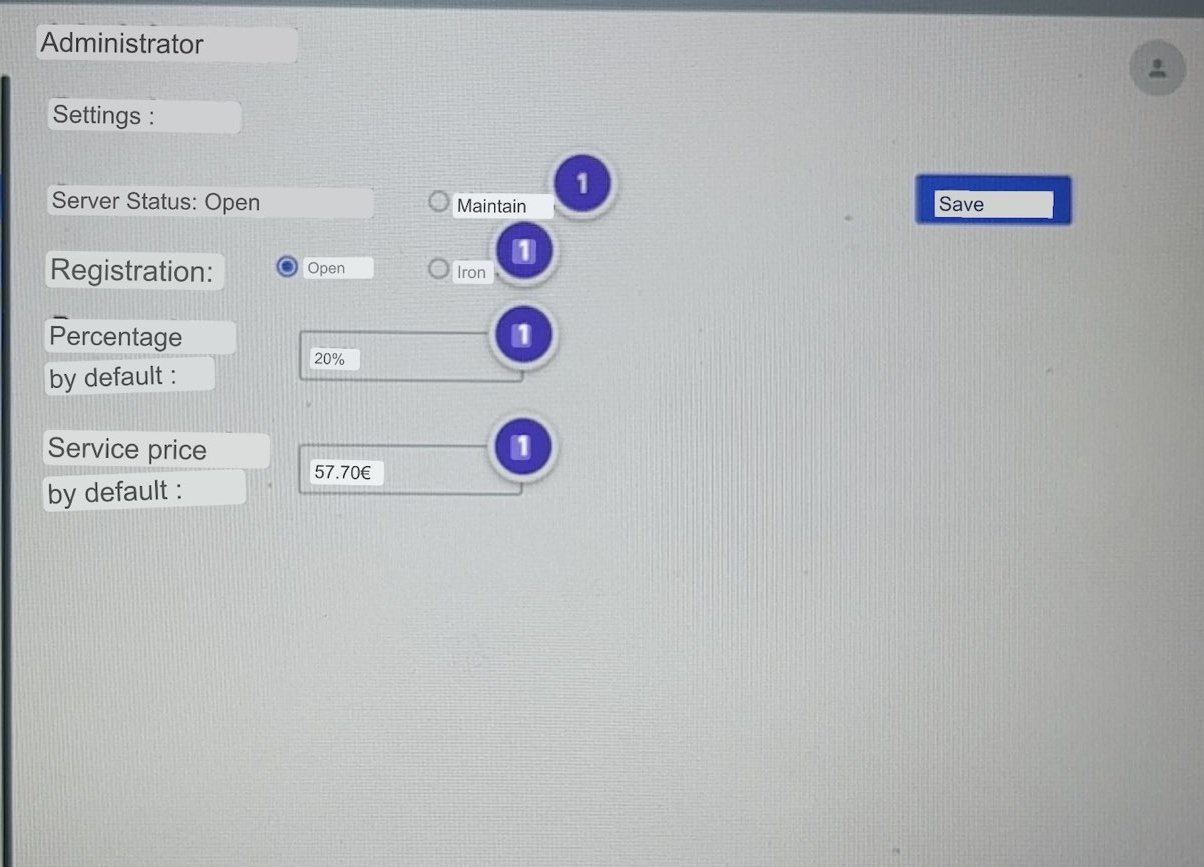 Administrator
Settings :
Server Status: Open
Maintain
1
Save
Registration:
Open
Iron
1
Percentage
by default :
20%
1
Service price
by default :
57.70€
1